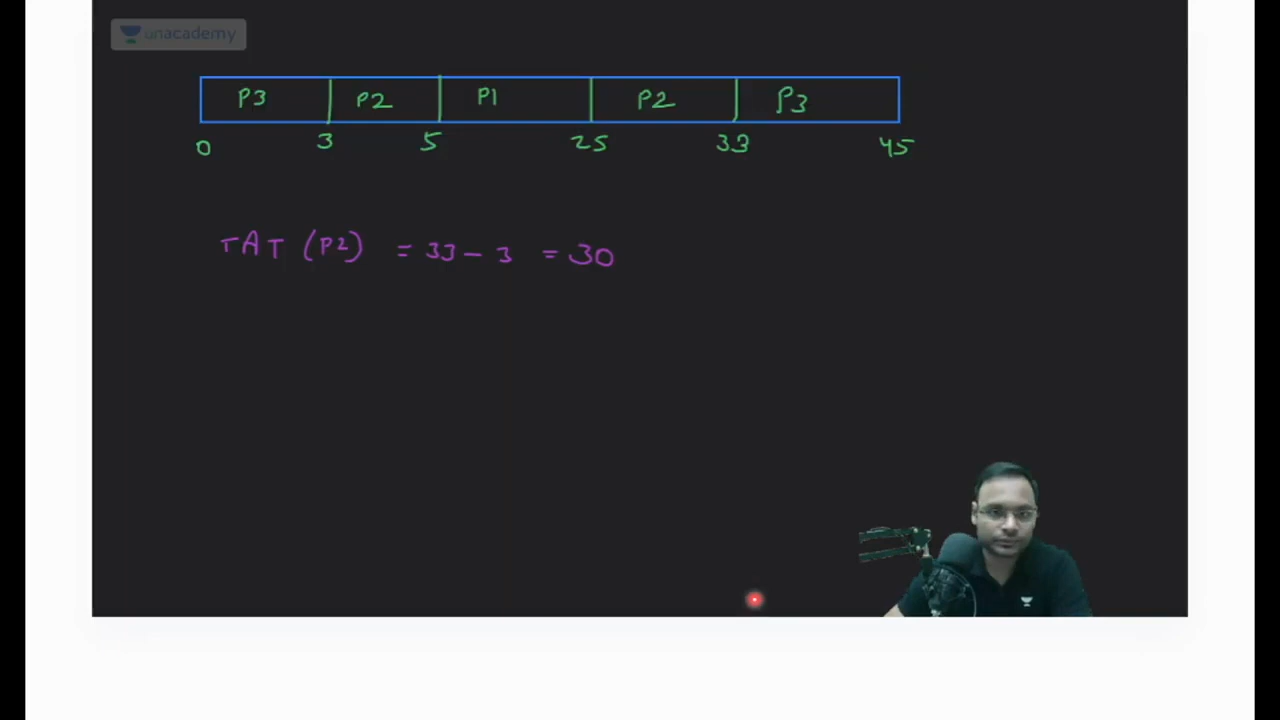 unacademy
P3 P2 P1 P2 P3
0 3 5 25 33 45
TAT (P2) = 33 - 3 = 30